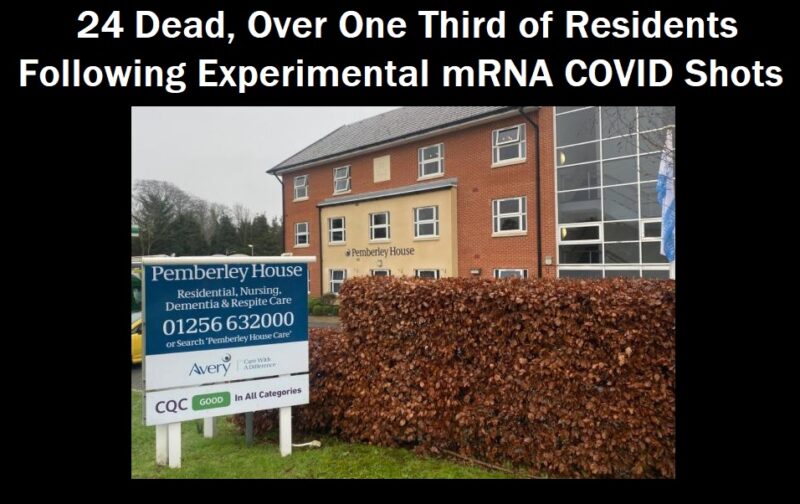 24 Dead, Over One Third of Residents
Following Experimental mRNA COVID Shots
Pemberley House
Pemberley House
Residential, Nursing,
Dementia & Respite Care
01256 632000
or Search 'Pemberley House Care'
Avery
Care With
A Difference
CQC GOOD In All Categories